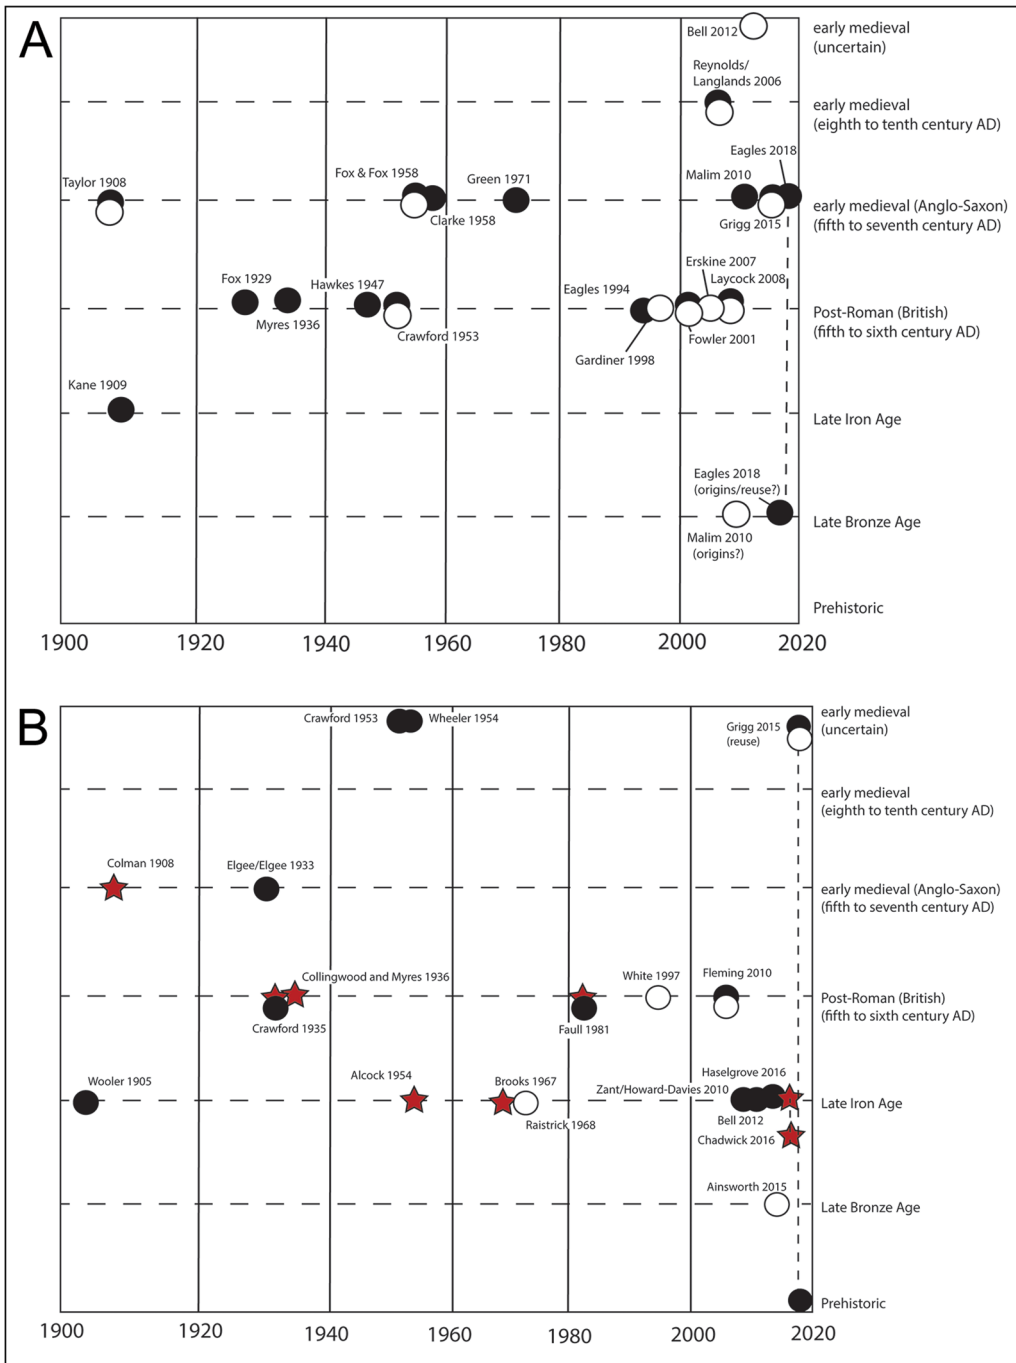 A
Bell 2012
early medieval
(uncertain)
Reynolds/
Langlands 2006
early medieval
(eighth to tenth century AD)
Eagles 2018
Taylor 1908
Fox & Fox 1958
Green 1971
Malim 2010
Clarke 1958
Grigg 2015
early medieval (Anglo-Saxon)
(fifth to seventh century AD)
Erskine 2007
Fox 1929
Hawkes 1947
Laycock 2008
Eagles 1994
Myres 1936
Crawford 1953
Fowler 2001
Gardiner 1998
Post-Roman (British)
(fifth to sixth century AD)
Kane 1909
Late Iron Age
Eagles 2018
(origins/reuse?)
Malim 2010
(origins?)
Late Bronze Age
Prehistoric
1900 1920 1940 1960 1980 2000 2020
B
Crawford 1953
Wheeler 1954
Grigg 2015
(reuse)
early medieval
(uncertain)
early medieval
(eighth to tenth century AD)
Colman 1908
Elgee/Elgee 1933
early medieval (Anglo-Saxon)
(fifth to seventh century AD)
Collingwood and Myres 1936
White 1997
Fleming 2010
Crawford 1935
Faull 1981
Post-Roman (British)
(fifth to sixth century AD)
Wooler 1905
Alcock 1954
Brooks 1967
Raistrick 1968
Haselgrove 2016
Zant/Howard-Davies 2010
Bell 2012
Chadwick 2016
Late Iron Age
Ainsworth 2015
Late Bronze Age
Prehistoric
1900 1920 1940 1960 1980 2000 2020